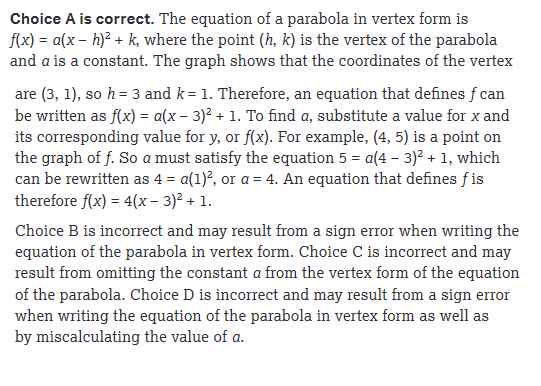 Choice A is correct. The equation of a parabola in vertex form is
f(x) = a(x – h)² + k, where the point (h, k) is the vertex of the parabola
and a is a constant. The graph shows that the coordinates of the vertex
are (3, 1), so h = 3 and k = 1. Therefore, an equation that defines f can
be written as f(x) = a(x – 3)² + 1. To find a, substitute a value for x and
its corresponding value for y, or f(x). For example, (4, 5) is a point on
the graph of f. So a must satisfy the equation 5 = a(4 – 3)² + 1, which
can be rewritten as 4 = a(1)², or a = 4. An equation that defines f is
therefore f(x) = 4(x – 3)² + 1.
Choice B is incorrect and may result from a sign error when writing the
equation of the parabola in vertex form. Choice C is incorrect and may
result from omitting the constant a from the vertex form of the equation
of the parabola. Choice D is incorrect and may result from a sign error
when writing the equation of the parabola in vertex form as well as
by miscalculating the value of a.